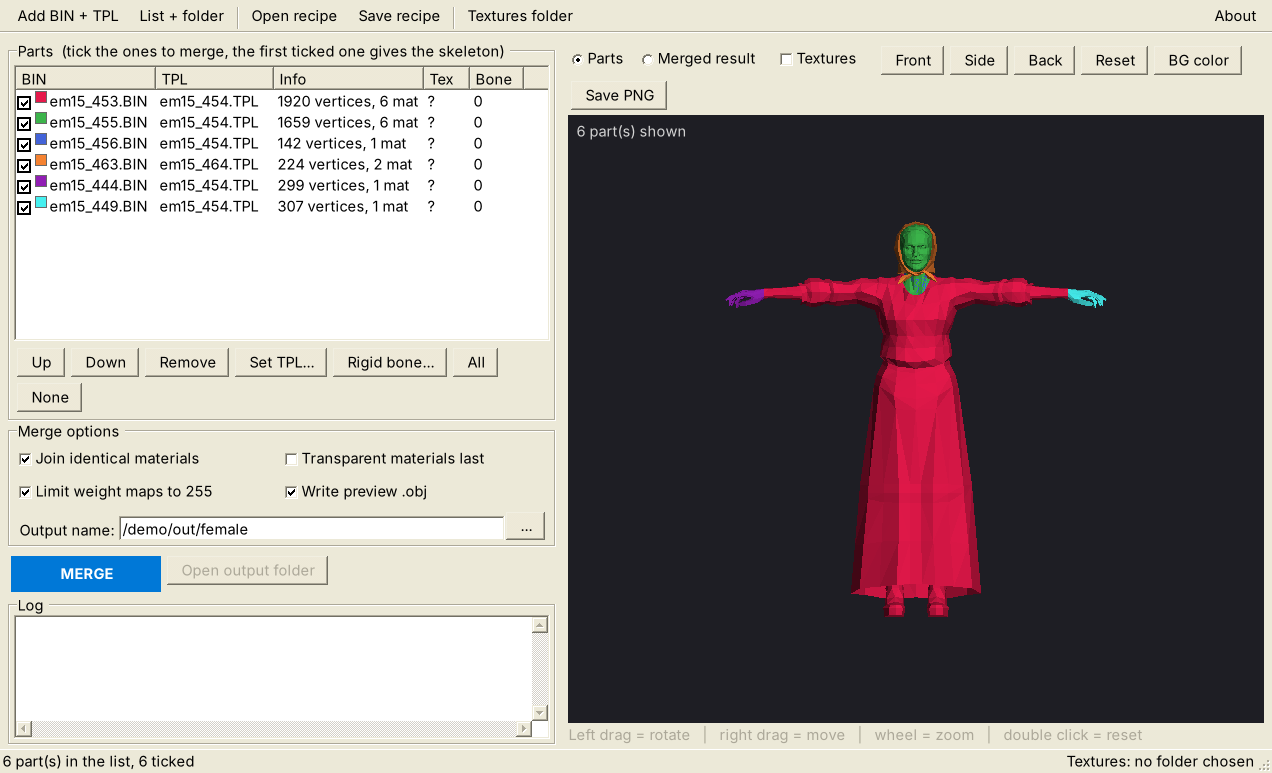 Add BIN + TPL List + folder Open recipe Save recipe Textures folder About
Parts (tick the ones to merge, the first ticked one gives the skeleton)
BIN TPL Info Tex Bone
em15_453.BIN em15_454.TPL 1920 vertices, 6 mat ? 0
em15_455.BIN em15_454.TPL 1659 vertices, 6 mat ? 0
em15_456.BIN em15_454.TPL 142 vertices, 1 mat ? 0
em15_463.BIN em15_464.TPL 224 vertices, 2 mat ? 0
em15_444.BIN em15_454.TPL 299 vertices, 1 mat ? 0
em15_449.BIN em15_454.TPL 307 vertices, 1 mat ? 0
Up Down Remove Set TPL... Rigid bone... All
None
Merge options
Join identical materials Transparent materials last
Limit weight maps to 255 Write preview .obj
Output name: /demo/out/female ...
MERGE Open output folder
Log
Parts Merged result Textures Front Side Back Reset BG color
Save PNG
6 part(s) shown
Left drag = rotate | right drag = move | wheel = zoom | double click = reset
6 part(s) in the list, 6 ticked Textures: no folder chosen